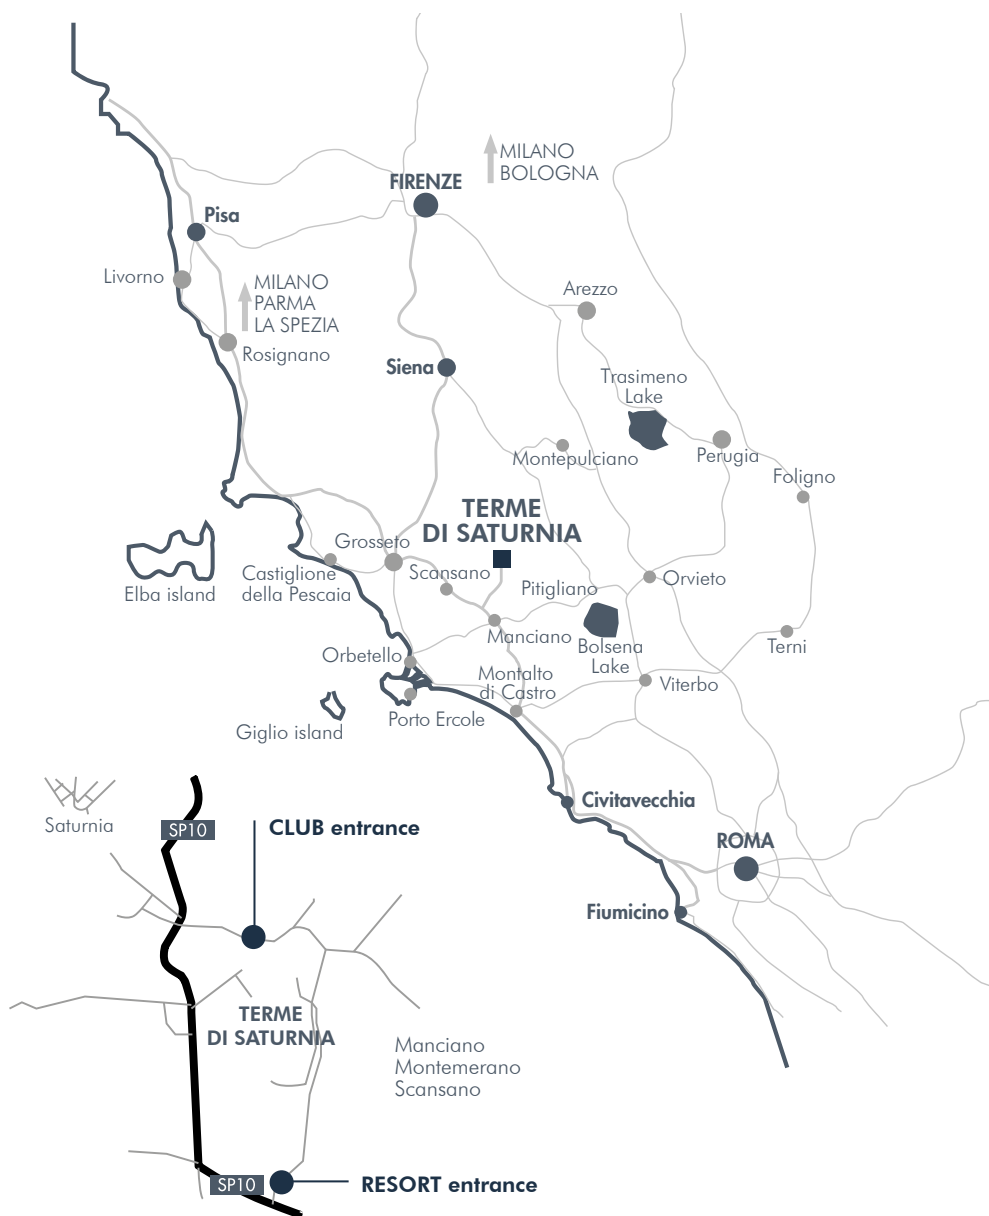 MILANO
BOLOGNA
FIRENZE
Pisa
Livorno
MILANO
PARMA
LA SPEZIA
Arezzo
Rosignano
Siena
Trasimeno
Lake
Montepulciano
Perugia
Foligno
TERME
DI SATURNIA
Grosseto
Elba island
Castiglione
della Pescaia
Scansano
Pitigliano
Orvieto
Manciano
Bolsena
Lake
Terni
Orbetello
Montalto
di Castro
Viterbo
Giglio island
Porto Ercole
Civitavecchia
ROMA
Fiumicino
Saturnia
SP10
CLUB entrance
TERME
DI SATURNIA
Manciano
Montemerano
Scansano
SP10
RESORT entrance